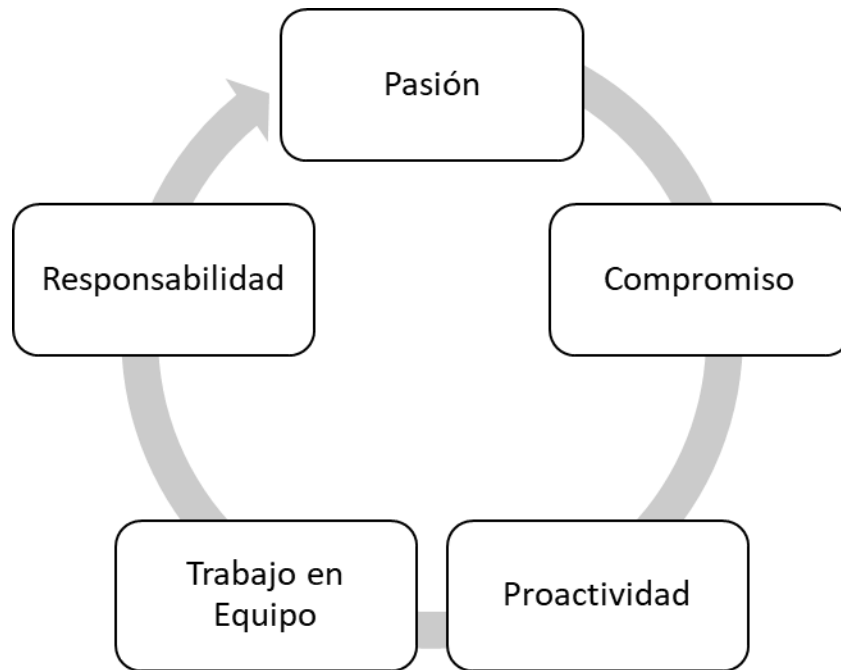 Pasión
Compromiso
Proactividad
Trabajo en
Equipo
Responsabilidad